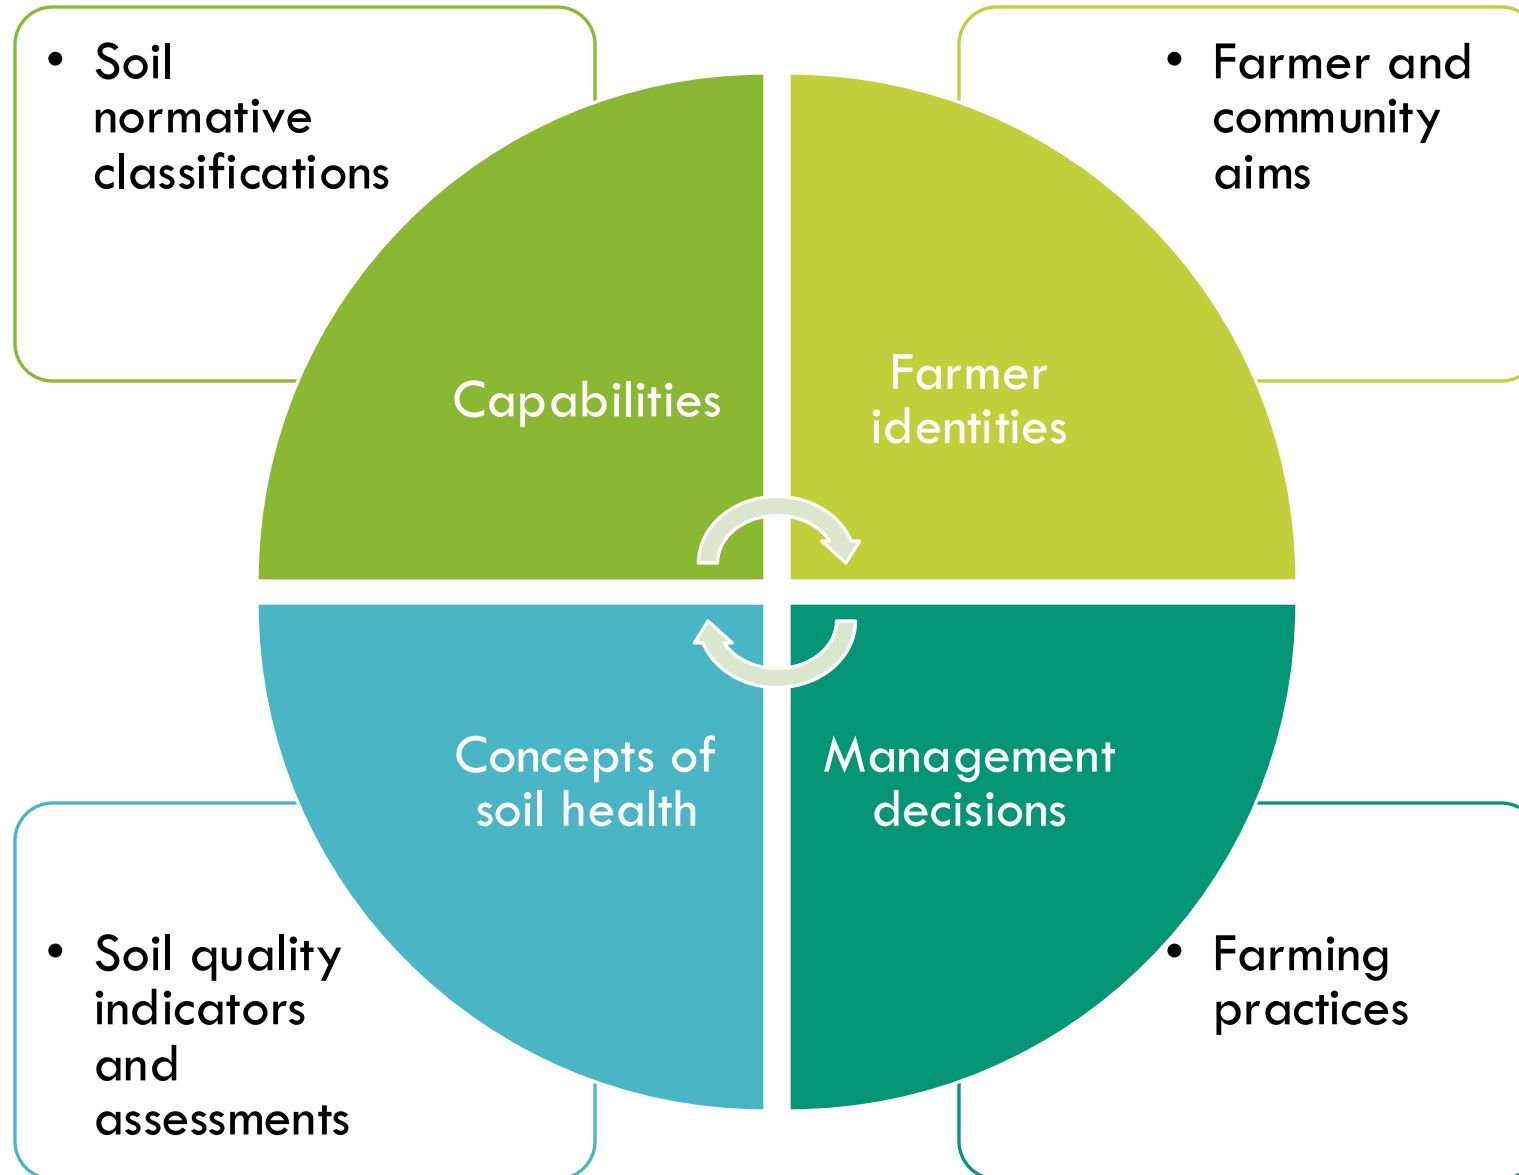 • Soil
normative
classifications
• Farmer and
community
aims
Capabilities
Farmer
identities
Concepts of
soil health
Management
decisions
• Soil quality
indicators
and
assessments
• Farming
practices